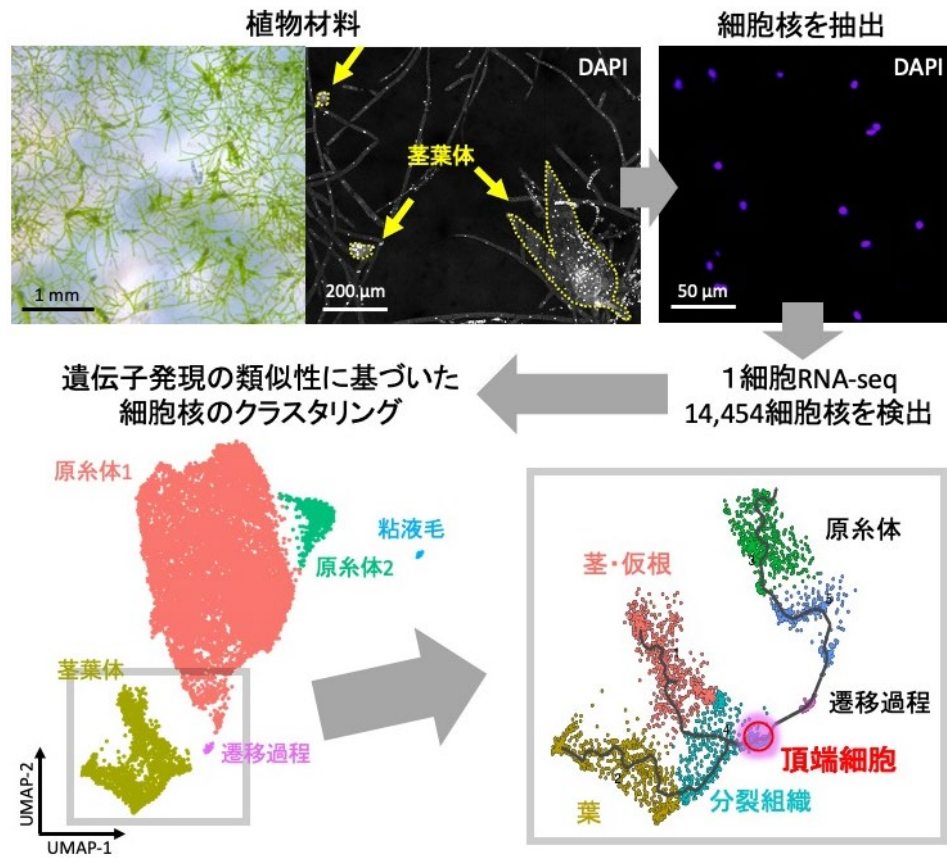 植物材料
細胞核を抽出
DAPI
茎葉体
1 mm
200 µm
DAPI
50 µm
遺伝子発現の類似性に基づいた
細胞核のクラスタリング
１細胞RNA-seq
14,454細胞核を検出
原糸体1
原糸体2
粘液毛
茎葉体
遷移過程
UMAP-2
UMAP-1
原糸体
茎・仮根
遷移過程
頂端細胞
分裂組織
葉
3
5
1
4
2